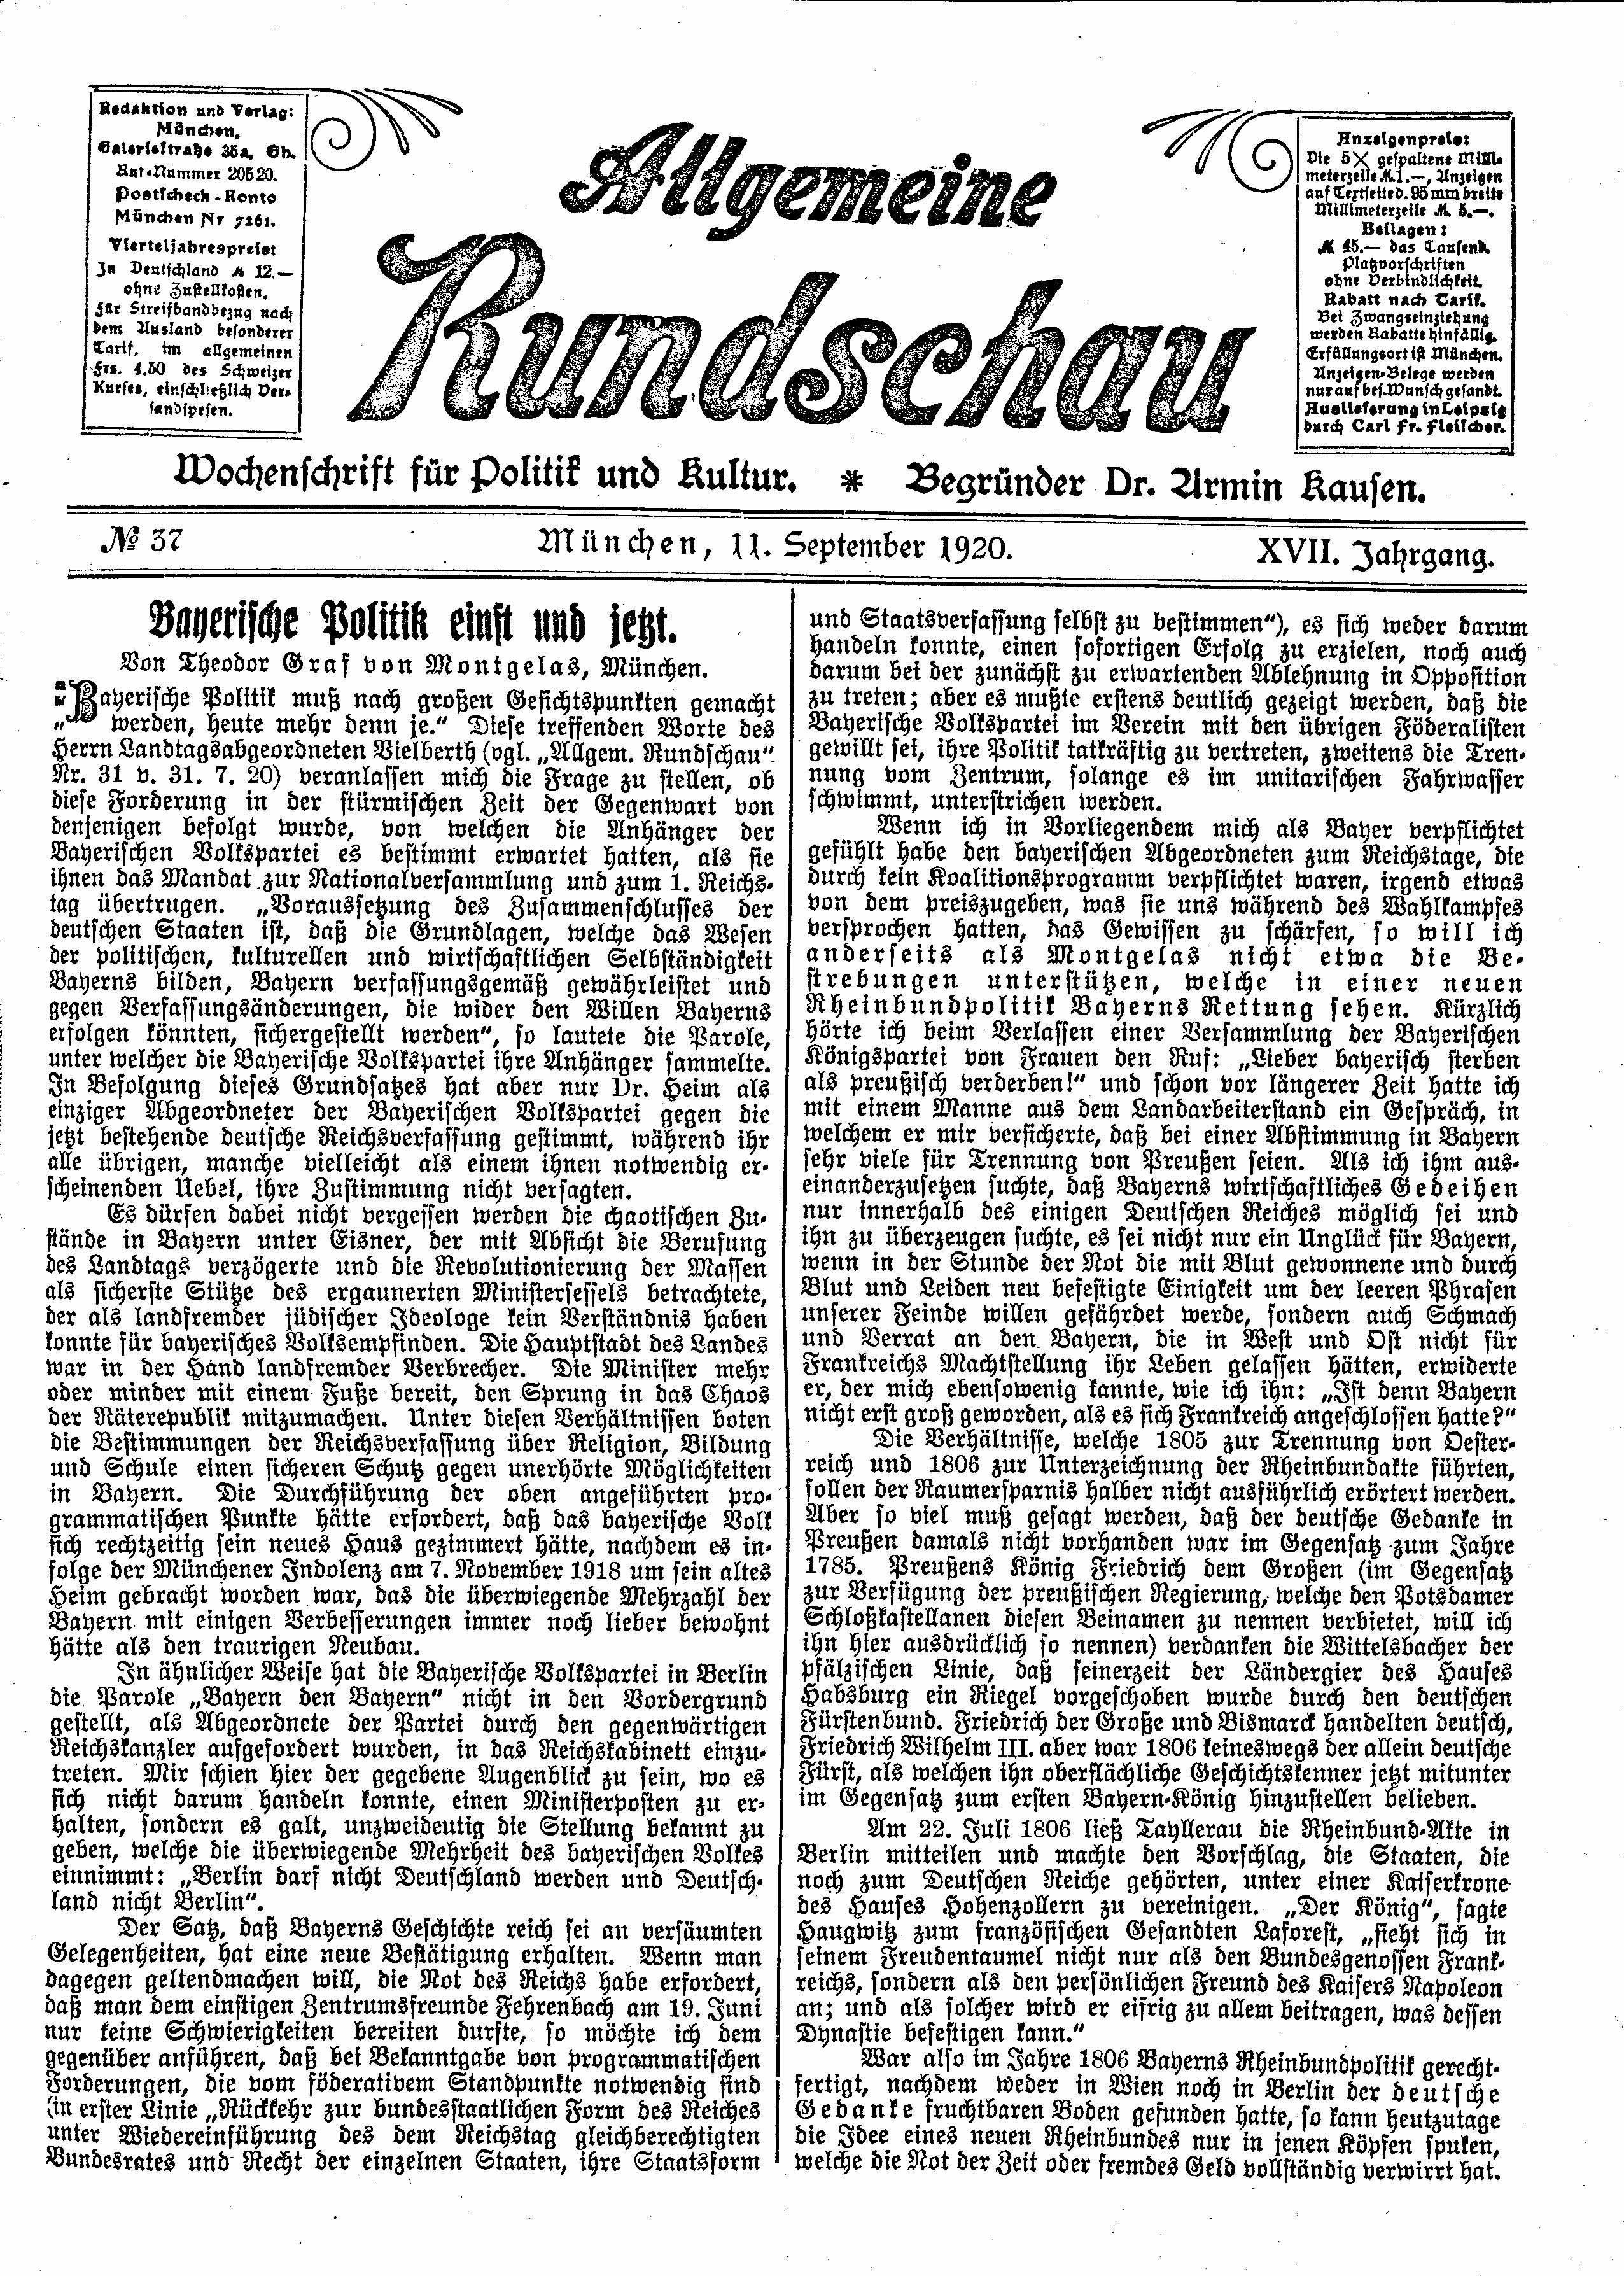 Redaktion und Verlag:
München,
Galeriestraße 35a, Gh.
Ruf-Nummer 20520.
Postscheck-Konto
München Nr 7261.
Vierteljahrespreise:
In Deutschland M 12.—
ohne Zustellkosten.
für Streifbandbezug nach
dem Ausland besonderer
Tarif, im allgemeinen
Frs. 4.50 des Schweizer
Kurses, einschließlich Ver-
sandspesen.
Allgemeine
Rundschau
Anzeigenpreise:
Die 5× gespaltene Milli-
meterzeile M 1.—, Anzeigen
auf Textseite d. 95 mm breite
Millimeterzeile M. 5.—.
Beilagen:
M 45.— das Tausend.
Platzvorschriften
ohne Verbindlichkeit.
Rabatt nach Tarif.
Bei Zwangseinziehung
werden Rabatte hinfällig.
Erfüllungsort ist München.
Anzeigen-Belege werden
nur auf bes. Wunsch gesandt.
Auslieferung in Leipzig
durch Carl Fr. Fleischer.
Wochenschrift für Politik und Kultur. * Begründer Dr. Armin Kausen.
№ 37
München, 11. September 1920.
XVII. Jahrgang.
Bayerische Politik einst und jetzt.
Von Theodor Graf von Montgelas, München.
„Bayerische Politik muß nach großen Gesichtspunkten gemacht
werden, heute mehr denn je.“ Diese treffenden Worte des
Herrn Landtagsabgeordneten Vielberth (vgl. „Allgem. Rundschau“
Nr. 31 v. 31. 7. 20) veranlassen mich die Frage zu stellen, ob
diese Forderung in der stürmischen Zeit der Gegenwart von
denjenigen befolgt wurde, von welchen die Anhänger der
Bayerischen Volkspartei es bestimmt erwartet hatten, als sie
ihnen das Mandat zur Nationalversammlung und zum 1. Reichs-
tag übertrugen. „Voraussetzung des Zusammenschlusses der
deutschen Staaten ist, daß die Grundlagen, welche das Wesen
der politischen, kulturellen und wirtschaftlichen Selbständigkeit
Bayerns bilden, Bayern verfassungsgemäß gewährleistet und
gegen Verfassungsänderungen, die wider den Willen Bayerns
erfolgen könnten, sichergestellt werden“, so lautete die Parole,
unter welcher die Bayerische Volkspartei ihre Anhänger sammelte.
In Befolgung dieses Grundsatzes hat aber nur Dr. Heim als
einziger Abgeordneter der Bayerischen Volkspartei gegen die
jetzt bestehende deutsche Reichsverfassung gestimmt, während ihr
alle übrigen, manche vielleicht als einem ihnen notwendig er-
scheinenden Uebel, ihre Zustimmung nicht versagten.
Es dürfen dabei nicht vergessen werden die chaotischen Zu-
stände in Bayern unter Eisner, der mit Absicht die Berufung
des Landtags verzögerte und die Revolutionierung der Massen
als sicherste Stütze des ergaunerten Ministersessels betrachtete,
der als landfremder jüdischer Ideologe kein Verständnis haben
konnte für bayerisches Volksempfinden. Die Hauptstadt des Landes
war in der Hand landfremder Verbrecher. Die Minister mehr
oder minder mit einem Fuße bereit, den Sprung in das Chaos
der Räterepublik mitzumachen. Unter diesen Verhältnissen boten
die Bestimmungen der Reichsverfassung über Religion, Bildung
und Schule einen sicheren Schutz gegen unerhörte Möglichkeiten
in Bayern. Die Durchführung der oben angeführten pro-
grammatischen Punkte hätte erfordert, daß das bayerische Volk
sich rechtzeitig sein neues Haus gezimmert hätte, nachdem es in-
folge der Münchener Indolenz am 7. November 1918 um sein altes
Heim gebracht worden war, das die überwiegende Mehrzahl der
Bayern mit einigen Verbesserungen immer noch lieber bewohnt
hätte als den traurigen Neubau.
In ähnlicher Weise hat die Bayerische Volkspartei in Berlin
die Parole „Bayern den Bayern“ nicht in den Vordergrund
gestellt, als Abgeordnete der Partei durch den gegenwärtigen
Reichskanzler aufgefordert wurden, in das Reichskabinett einzu-
treten. Mir schien hier der gegebene Augenblick zu sein, wo es
sich nicht darum handeln konnte, einen Ministerposten zu er-
halten, sondern es galt, unzweideutig die Stellung bekannt zu
geben, welche die überwiegende Mehrheit des bayerischen Volkes
einnimmt: „Berlin darf nicht Deutschland werden und Deutsch-
land nicht Berlin“.
Der Satz, daß Bayerns Geschichte reich sei an versäumten
Gelegenheiten, hat eine neue Bestätigung erhalten. Wenn man
dagegen geltendmachen will, die Not des Reichs habe erfordert,
daß man dem einstigen Zentrumsfreunde Fehrenbach am 19. Juni
nur keine Schwierigkeiten bereiten durfte, so möchte ich dem
gegenüber anführen, daß bei Bekanntgabe von programmatischen
Forderungen, die vom föderativem Standpunkte notwendig sind
(in erster Linie „Rückkehr zur bundesstaatlichen Form des Reiches
unter Wiedereinführung des dem Reichstag gleichberechtigten
Bundesrates und Recht der einzelnen Staaten, ihre Staatsform
und Staatsverfassung selbst zu bestimmen“), es sich weder darum
handeln konnte, einen sofortigen Erfolg zu erzielen, noch auch
darum bei der zunächst zu erwartenden Ablehnung in Opposition
zu treten; aber es mußte erstens deutlich gezeigt werden, daß die
Bayerische Volkspartei im Verein mit den übrigen Föderalisten
gewillt sei, ihre Politik tatkräftig zu vertreten, zweitens die Tren-
nung vom Zentrum, solange es im unitarischen Fahrwasser
schwimmt, unterstrichen werden.
Wenn ich in Vorliegendem mich als Bayer verpflichtet
gefühlt habe den bayerischen Abgeordneten zum Reichstage, die
durch kein Koalitionsprogramm verpflichtet waren, irgend etwas
von dem preiszugeben, was sie uns während des Wahlkampfes
versprochen hatten, das Gewissen zu schärfen, so will ich
anderseits als Montgelas nicht etwa die Be-
strebungen unterstützen, welche in einer neuen
Rheinbundpolitik Bayerns Rettung sehen. Kürzlich
hörte ich beim Verlassen einer Versammlung der Bayerischen
Königspartei von Frauen den Ruf: „Lieber bayerisch sterben
als preußisch verderben!“ und schon vor längerer Zeit hatte ich
mit einem Manne aus dem Landarbeiterstand ein Gespräch, in
welchem er mir versicherte, daß bei einer Abstimmung in Bayern
sehr viele für Trennung von Preußen seien. Als ich ihm aus-
einanderzusetzen suchte, daß Bayerns wirtschaftliches Gedeihen
nur innerhalb des einigen Deutschen Reiches möglich sei und
ihn zu überzeugen suchte, es sei nicht nur ein Unglück für Bayern,
wenn in der Stunde der Not die mit Blut gewonnene und durch
Blut und Leiden neu befestigte Einigkeit um der leeren Phrasen
unserer Feinde willen gefährdet werde, sondern auch Schmach
und Verrat an den Bayern, die in West und Ost nicht für
Frankreichs Machtstellung ihr Leben gelassen hätten, erwiderte
er, der mich ebensowenig kannte, wie ich ihn: „Ist denn Bayern
nicht erst groß geworden, als es sich Frankreich angeschlossen hatte?“
Die Verhältnisse, welche 1805 zur Trennung von Oester-
reich und 1806 zur Unterzeichnung der Rheinbundakte führten,
sollen der Raumersparnis halber nicht ausführlich erörtert werden.
Aber so viel muß gesagt werden, daß der deutsche Gedanke in
Preußen damals nicht vorhanden war im Gegensatz zum Jahre
1785. Preußens König Friedrich dem Großen (im Gegensatz
zur Verfügung der preußischen Regierung, welche den Potsdamer
Schloßkastellanen diesen Beinamen zu nennen verbietet, will ich
ihn hier ausdrücklich so nennen) verdanken die Wittelsbacher der
pfälzischen Linie, daß seinerzeit der Ländergier des Hauses
Habsburg ein Riegel vorgeschoben wurde durch den deutschen
Fürstenbund. Friedrich der Große und Bismarck handelten deutsch,
Friedrich Wilhelm III. aber war 1806 keineswegs der allein deutsche
Fürst, als welchen ihn oberflächliche Geschichtskenner jetzt mitunter
im Gegensatz zum ersten Bayern-König hinzustellen belieben.
Am 22. Juli 1806 ließ Tayllerau die Rheinbund-Akte in
Berlin mitteilen und machte den Vorschlag, die Staaten, die
noch zum Deutschen Reiche gehörten, unter einer Kaiserkrone
des Hauses Hohenzollern zu vereinigen. „Der König“, sagte
Haugwitz zum französischen Gesandten Laforest, „sieht sich in
seinem Freudentaumel nicht nur als den Bundesgenossen Frank-
reichs, sondern als den persönlichen Freund des Kaisers Napoleon
an; und als solcher wird er eifrig zu allem beitragen, was dessen
Dynastie befestigen kann.“
War also im Jahre 1806 Bayerns Rheinbundpolitik gerecht-
fertigt, nachdem weder in Wien noch in Berlin der deutsche
Gedanke fruchtbaren Boden gefunden hatte, so kann heutzutage
die Idee eines neuen Rheinbundes nur in jenen Köpfen spuken,
welche die Not der Zeit oder fremdes Geld vollständig verwirrt hat.